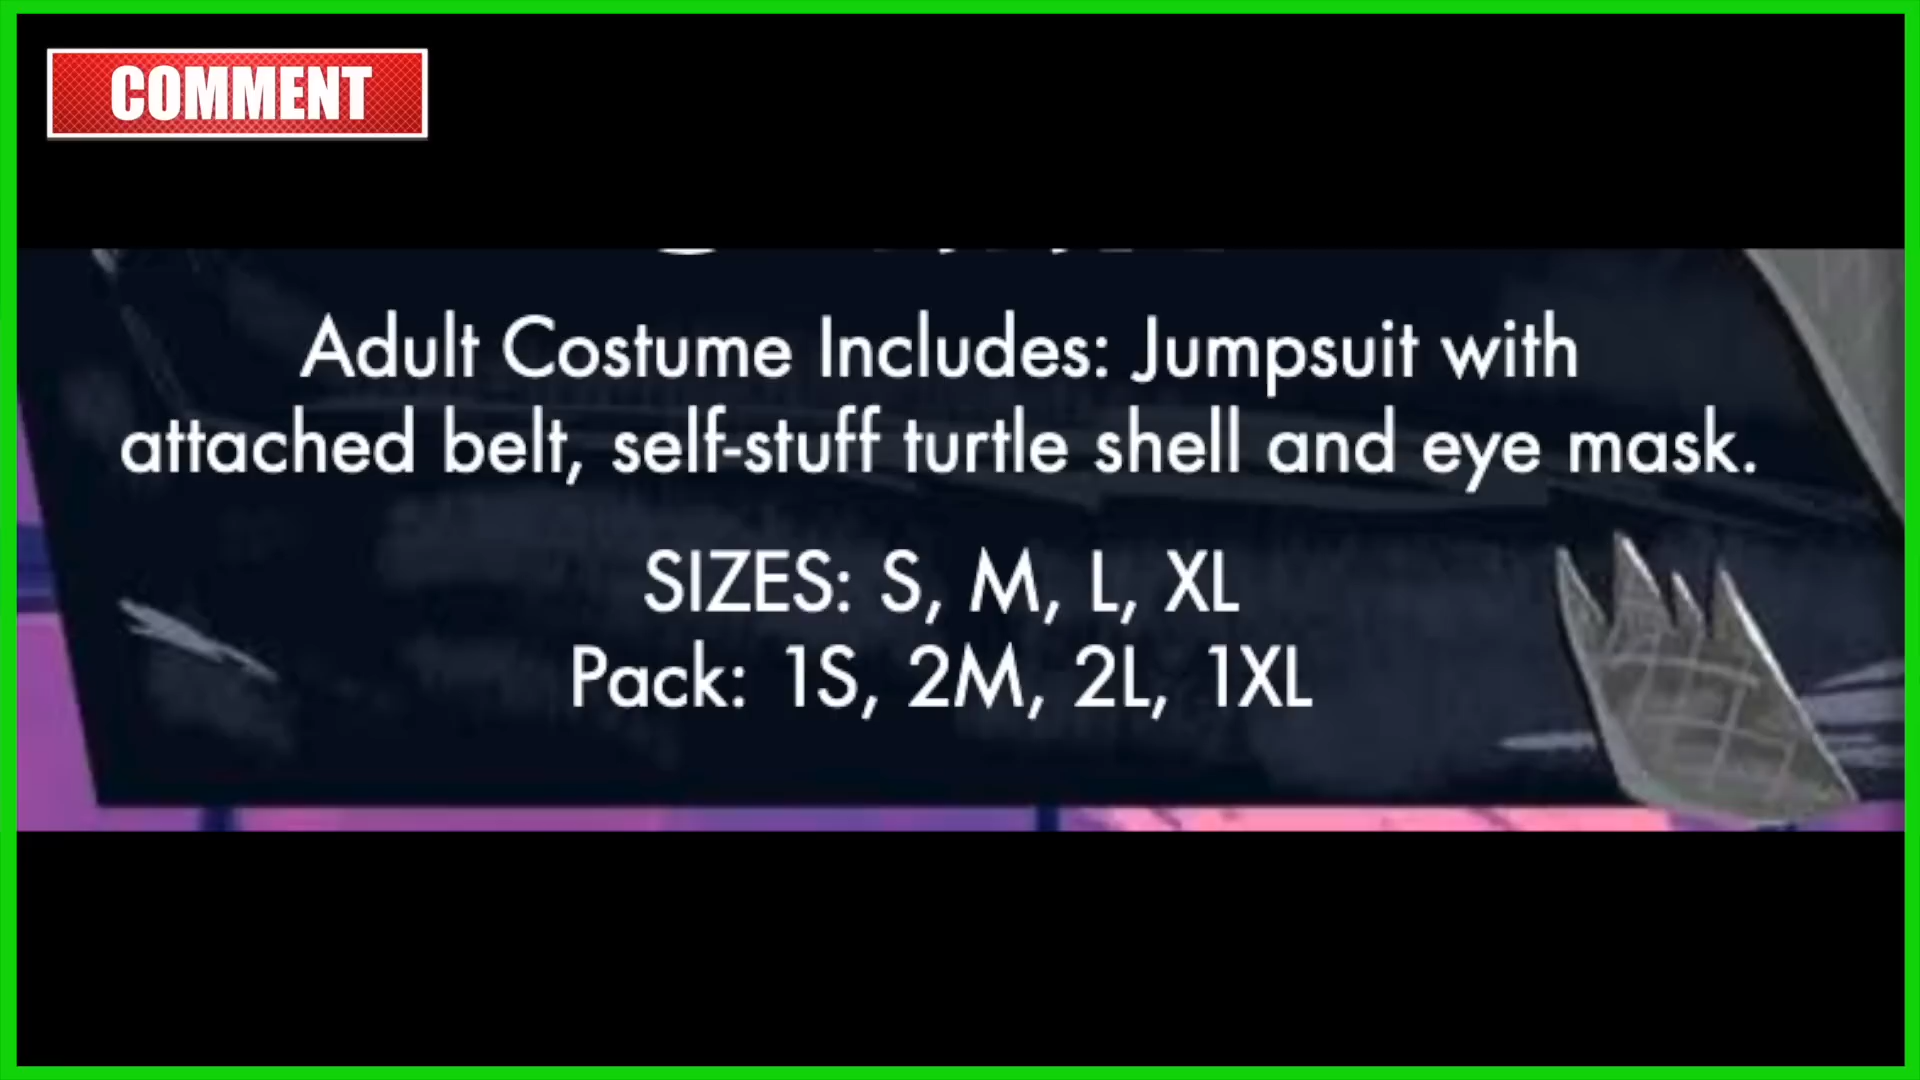 COMMENT
Adult Costume Includes: Jumpsuit with
attached belt, self-stuff turtle shell and eye mask.
SIZES: S, M, L, XL
Pack: 1S, 2M, 2L, 1XL